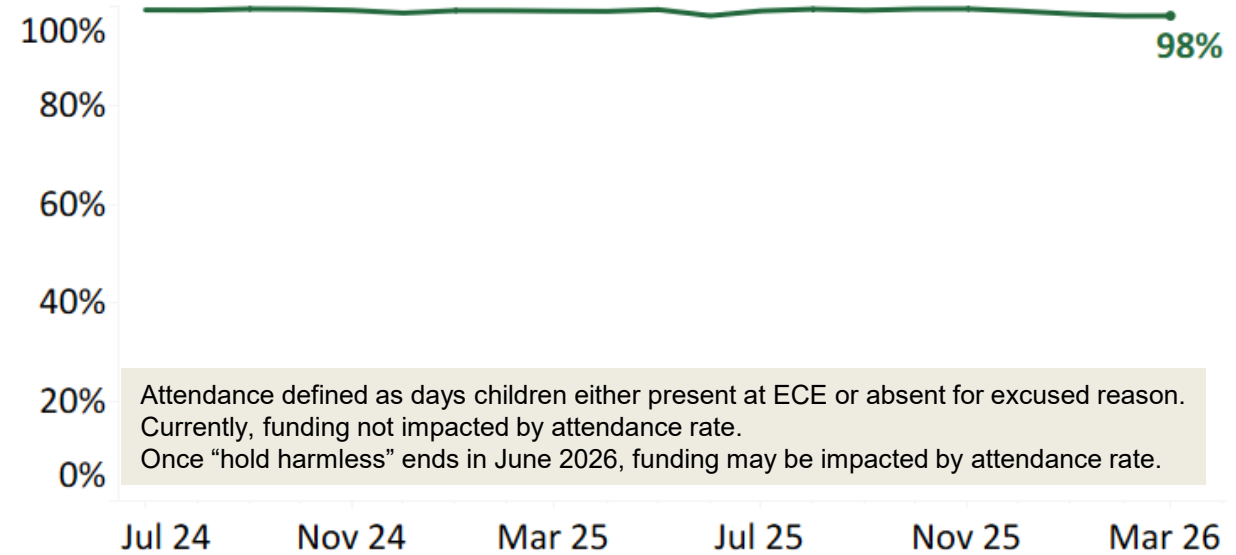 100%
98%
80%
60%
40%
20%
Attendance defined as days children either present at ECE or absent for excused reason.
Currently, funding not impacted by attendance rate.
Once “hold harmless” ends in June 2026, funding may be impacted by attendance rate.
0%
Jul 24 Nov 24 Mar 25 Jul 25 Nov 25 Mar 26